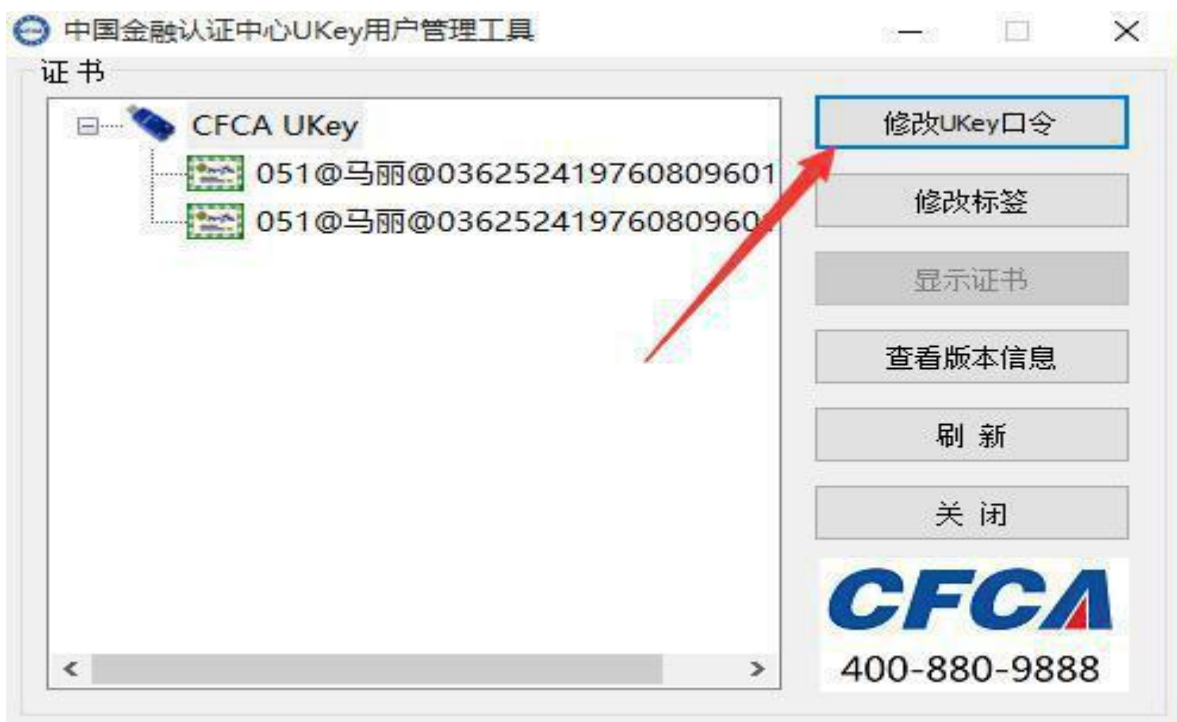 中国金融认证中心UKey用户管理工具
证 书
CFCA UKey
051@马丽@036252419760809601
051@马丽@03625241976080960
修改UKey口令
修改标签
显示证书
查看版本信息
刷 新
关 闭
CFCA
400-880-9888